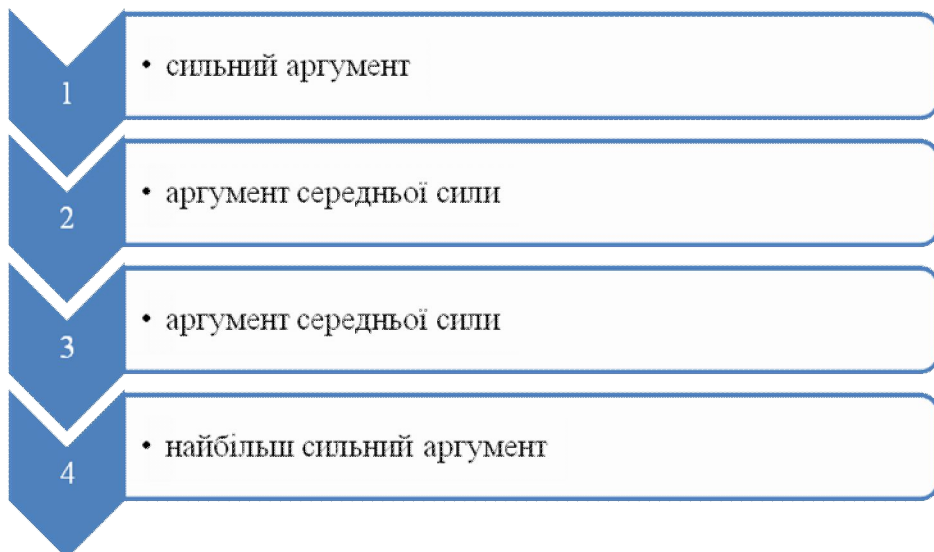 1
• сильний аргумент
2
• аргумент середньої сили
3
• аргумент середньої сили
4
• найбільш сильний аргумент